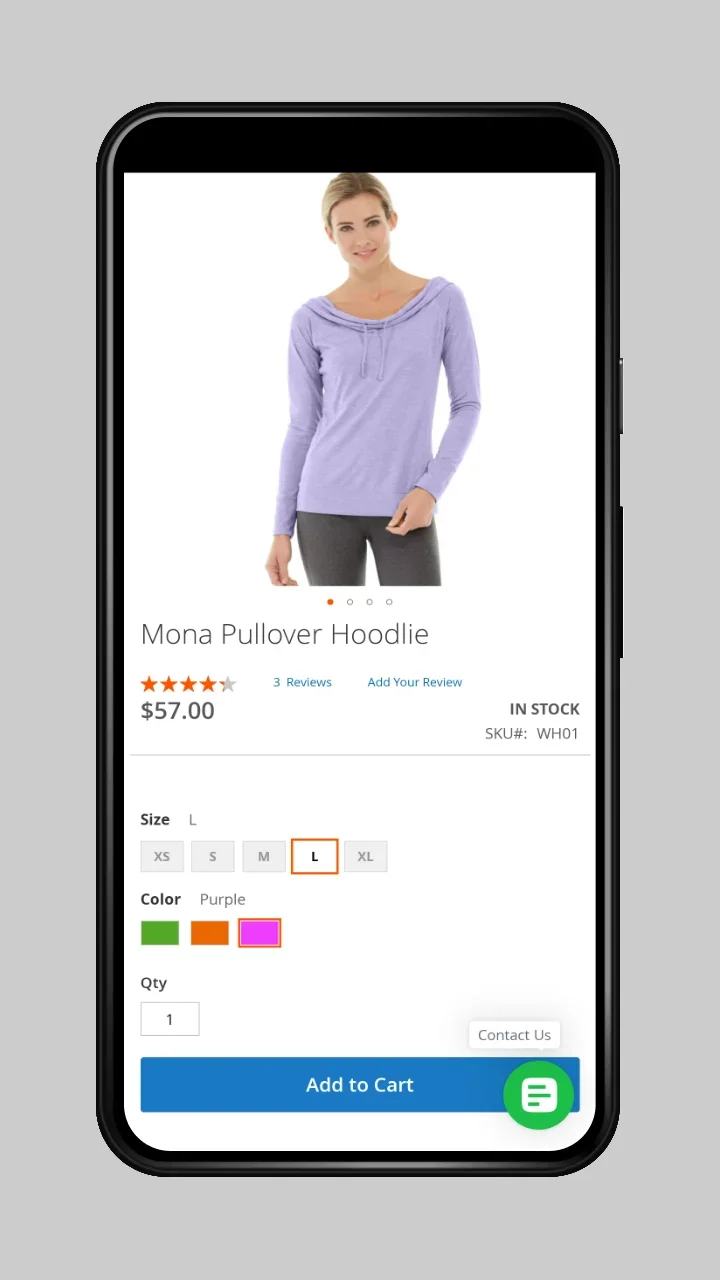 Mona Pullover Hoodlie
3 Reviews Add Your Review
$57.00
IN STOCK
SKU#: WH01
Size L
XS S M L XL
Color Purple
Qty
1
Contact Us
Add to Cart